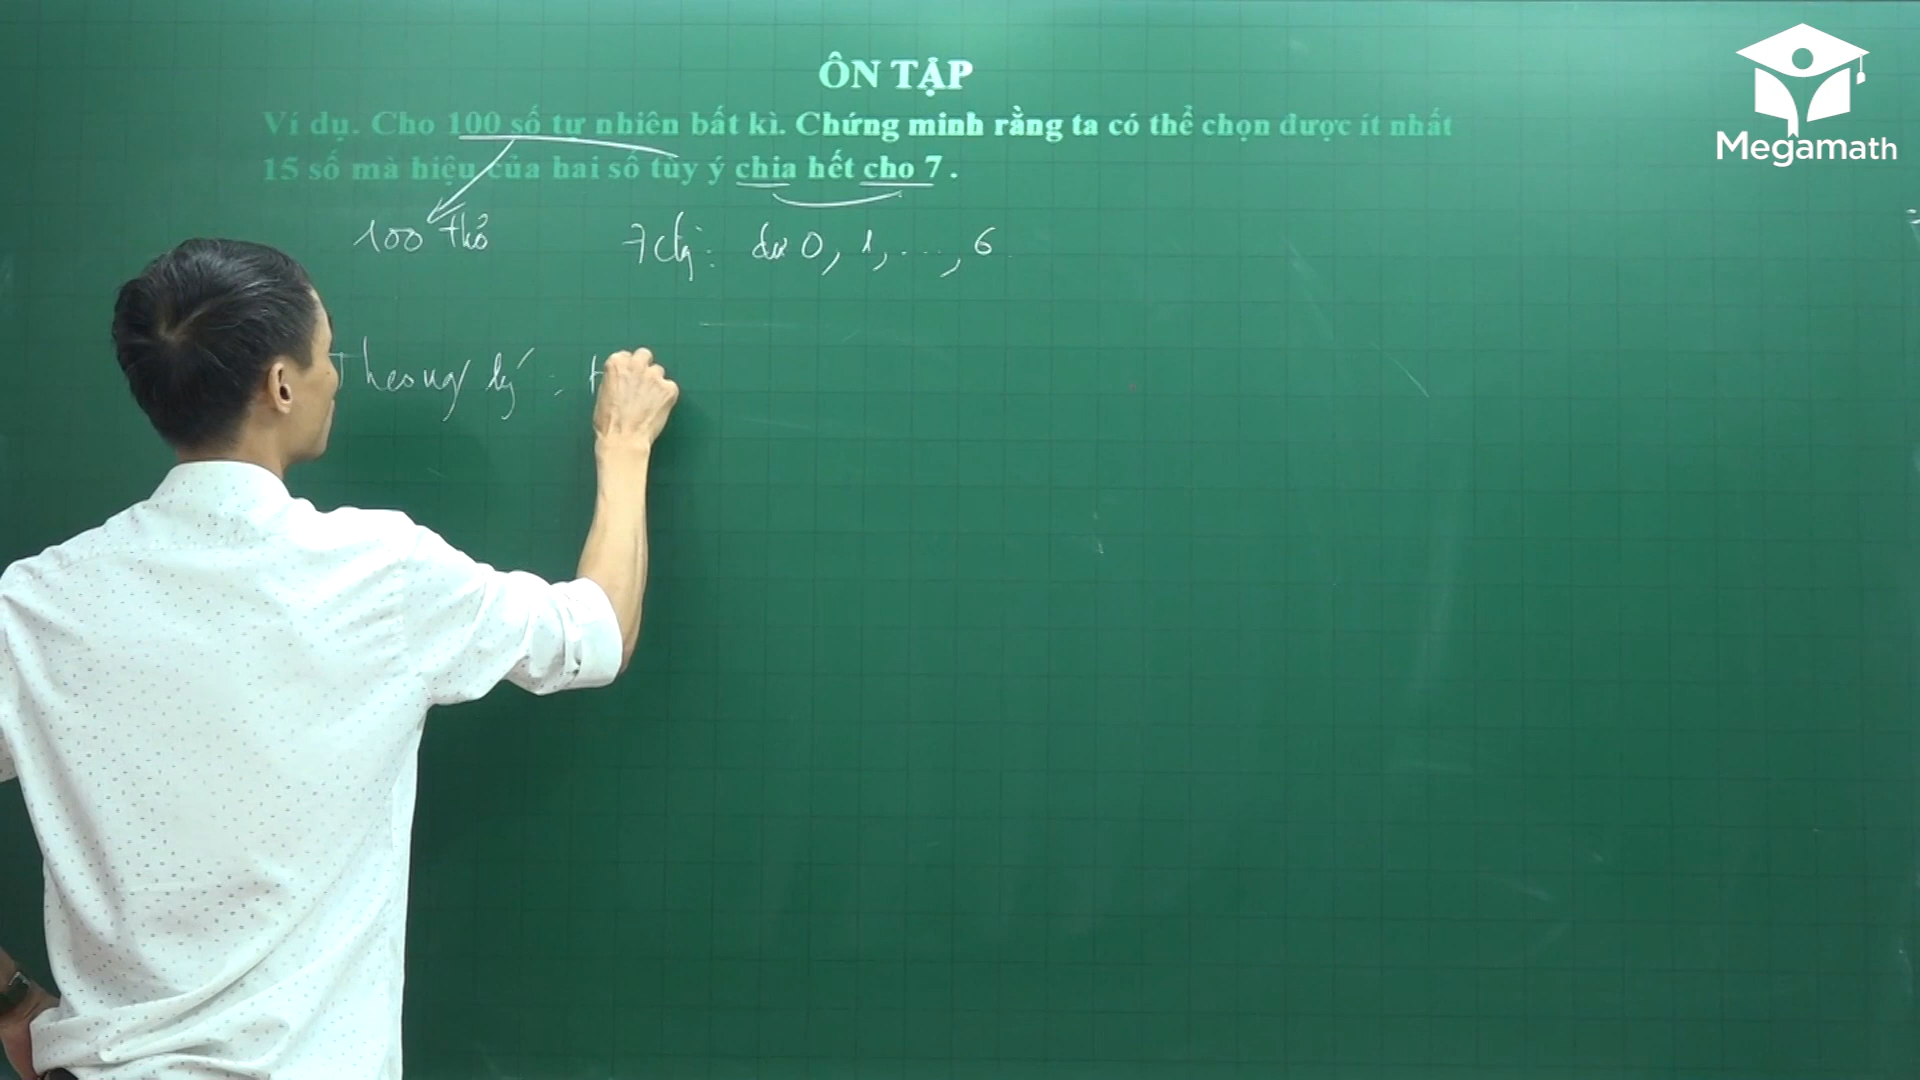 ÔN TẬP
Megamath
Ví dụ. Cho 100 số tự nhiên bất kì. Chứng minh rằng ta có thể chọn được ít nhất
15 số mà hiệu của hai số tùy ý chia hết cho 7.
100 thỏ
7 chg: dư 0, 1, ..., 6
Theo ng lý: